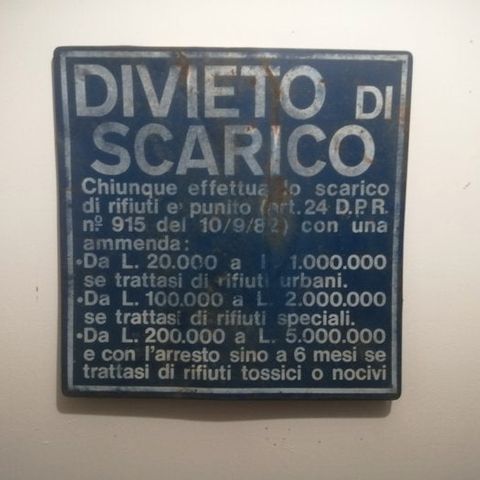 DIVIETO DI
SCARICO
Chiunque effettua lo scarico
di rifiuti e' punito (art.24 D.P.R.
nº 915 del 10/9/82) con una
ammenda:
•Da L. 20.000 a L. 1.000.000
se trattasi di rifiuti urbani.
•Da L. 100.000 a L. 2.000.000
se trattasi di rifiuti speciali.
•Da L. 200.000 a L. 5.000.000
e con l'arresto sino a 6 mesi se
trattasi di rifiuti tossici o nocivi